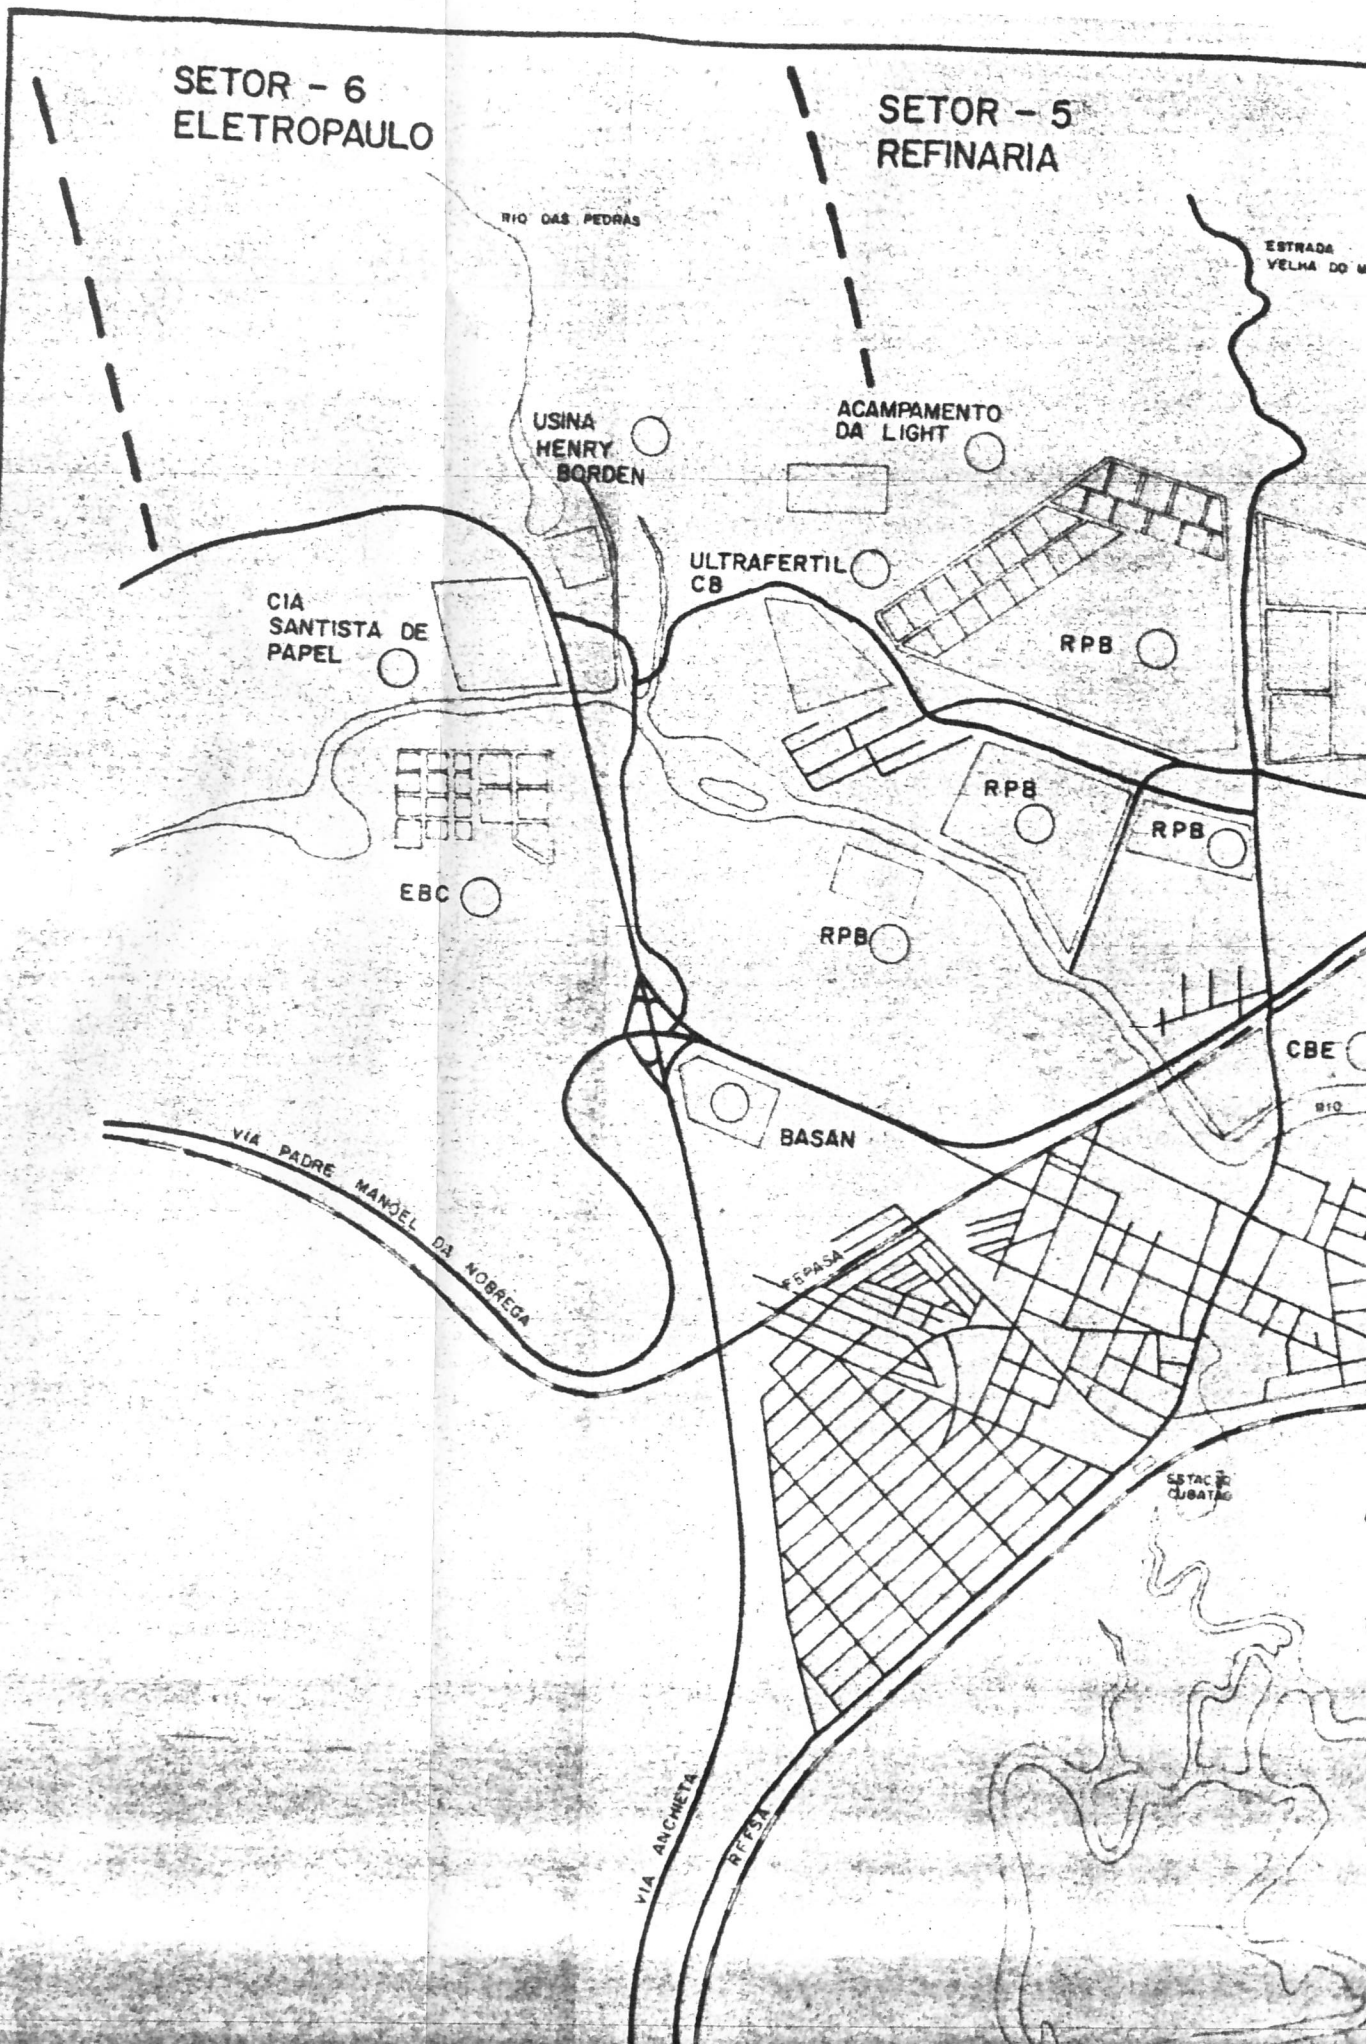 SETOR - 6
ELETROPAULO
SETOR - 5
REFINARIA
RIO DAS PEDRAS
ESTRADA
VELHA DO M
USINA
HENRY
BORDEN
ACAMPAMENTO
DA LIGHT
ULTRAFERTIL
CB
CIA
SANTISTA DE
PAPEL
RPB
RPB
RPB
EBC
RPB
CBE
RIO
BASAN
VIA PADRE MANOEL DA NOBREGA
FEPASA
ESTAÇÃO
CUBATÃO
VIA ANCHIETA
RFFSA